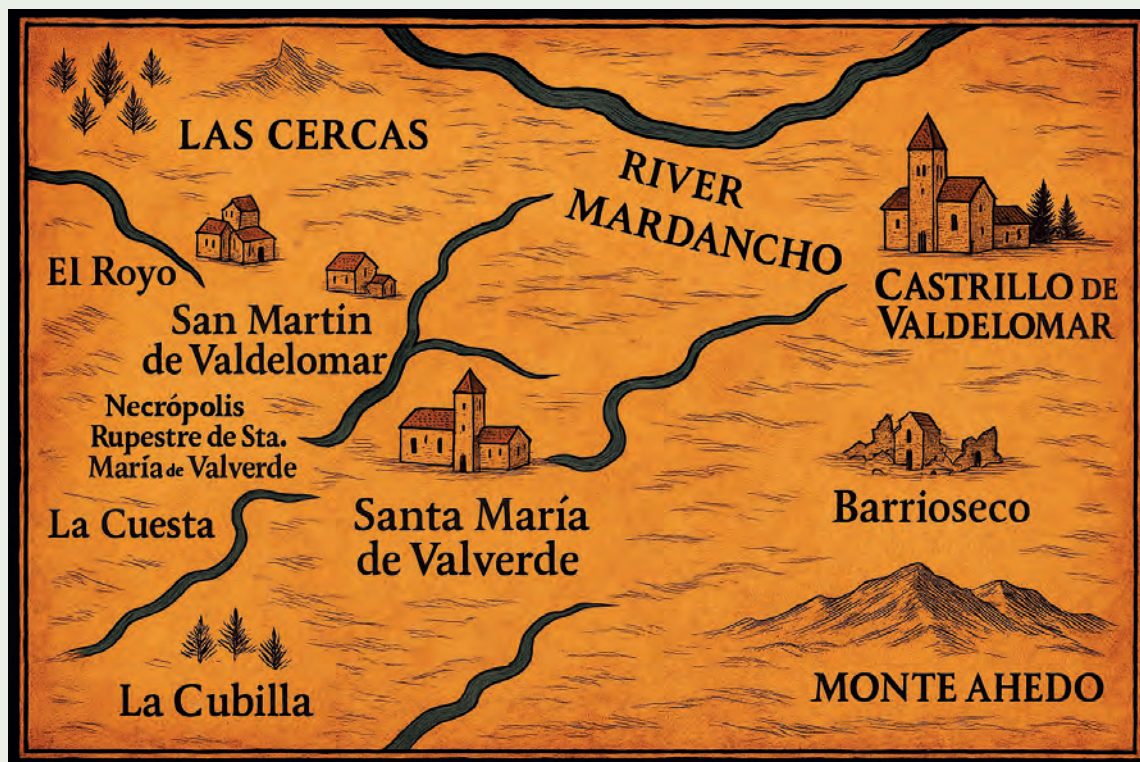 LAS CERCAS
RIVER
MARDANCHO
El Royo
CASTRILLO DE
VALDELOMAR
San Martin
de Valdelomar
Necrópolis
Rupestre de Sta.
María de Valverde
La Cuesta
Santa María
de Valverde
Barrioseco
La Cubilla
MONTE AHEDO